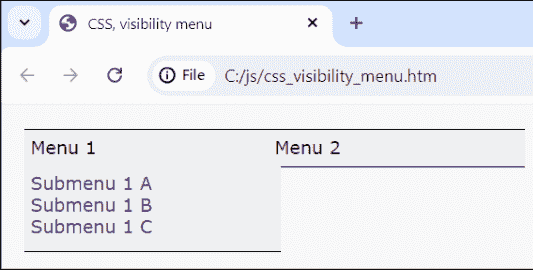 CSS, visibility menu
File C:/js/css_visibility_menu.htm
Menu 1 Menu 2
Submenu 1 A
Submenu 1 B
Submenu 1 C